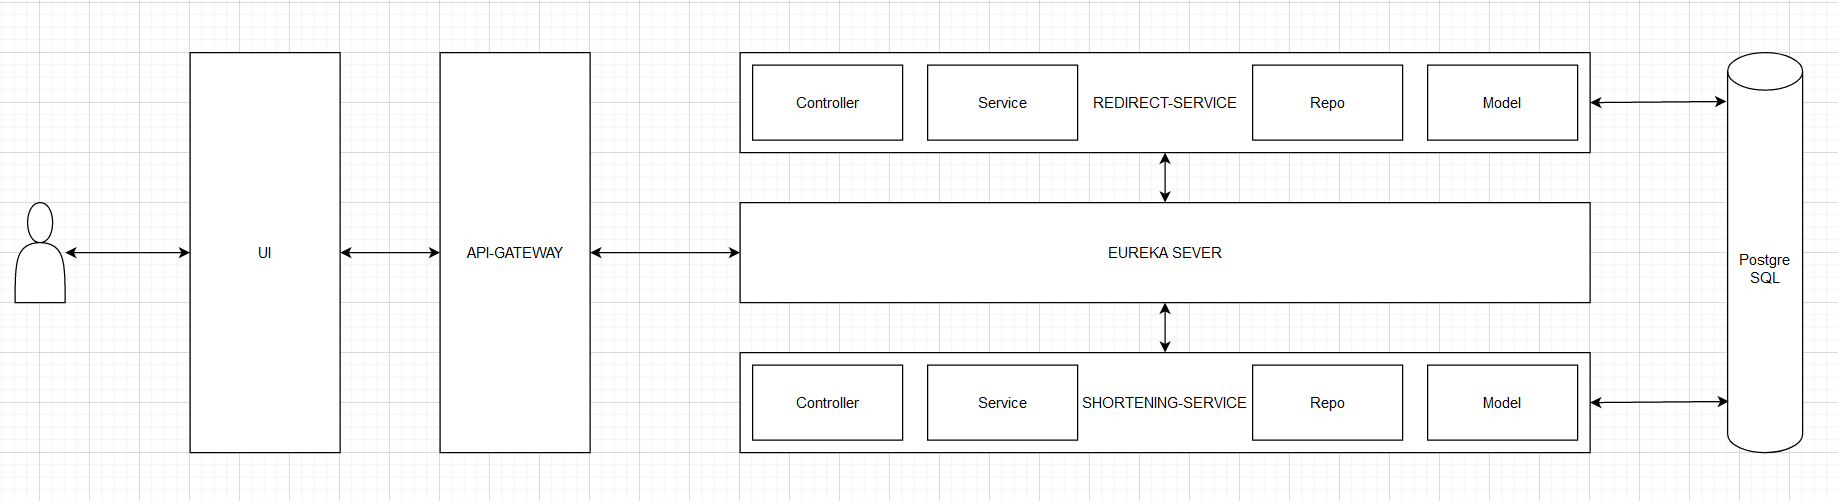 Controller
Service
REDIRECT-SERVICE
Repo
Model
UI
API-GATEWAY
EUREKA SEVER
Postgre
SQL
Controller
Service
SHORTENING-SERVICE
Repo
Model